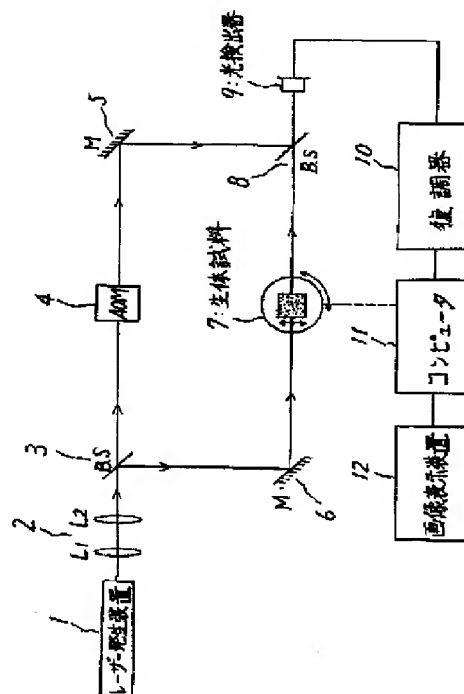 1
レーザー発生装置
2
L1
L2
3
B.S
4
AOM
M
5
M
6
7:生体試料
8
B.S
9:光検出器
10
復調器
11
コンピュータ
12
画像表示装置